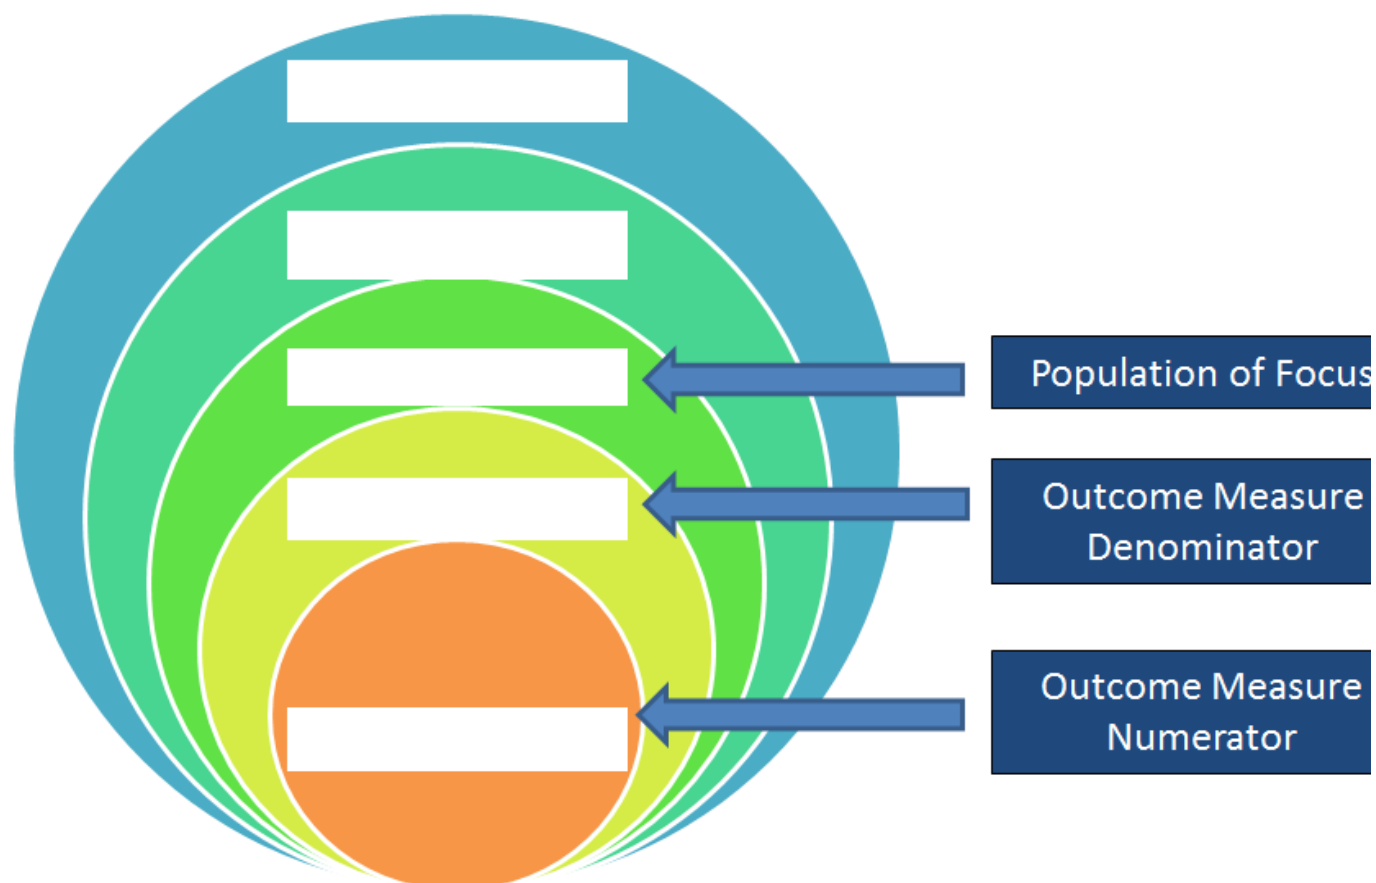 Population of Focus
Outcome Measure
Denominator
Outcome Measure
Numerator